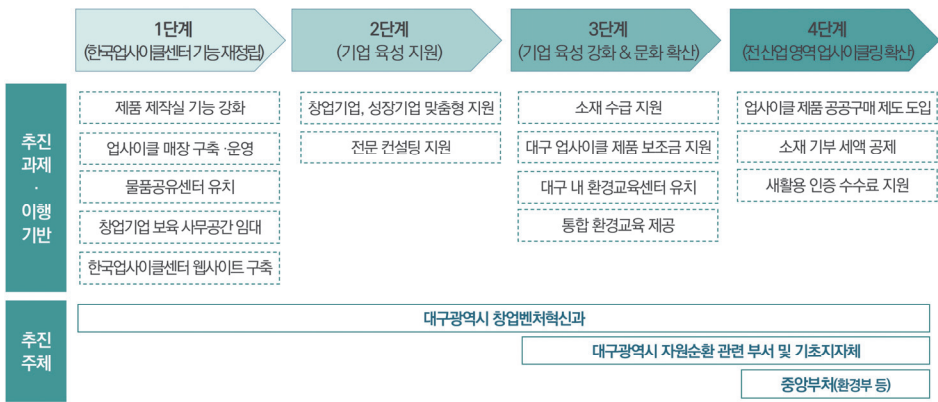 1단계
(한국업사이클센터 기능 재정립)
2단계
(기업 육성 지원)
3단계
(기업 육성 강화 & 문화 확산)
4단계
(전 산업 영역 업사이클링 확산)
추진
과제
·
이행
기반
제품 제작실 기능 강화
업사이클 매장 구축 ·운영
물품공유센터 유치
창업기업 보육 사무공간 임대
한국업사이클센터 웹사이트 구축
창업기업, 성장기업 맞춤형 지원
전문 컨설팅 지원
소재 수급 지원
대구 업사이클 제품 보조금 지원
대구 내 환경교육센터 유치
통합 환경교육 제공
업사이클 제품 공공구매 제도 도입
소재 기부 세액 공제
새활용 인증 수수료 지원
추진
주체
대구광역시 창업벤처혁신과
대구광역시 자원순환 관련 부서 및 기초지자체
중앙부처(환경부 등)